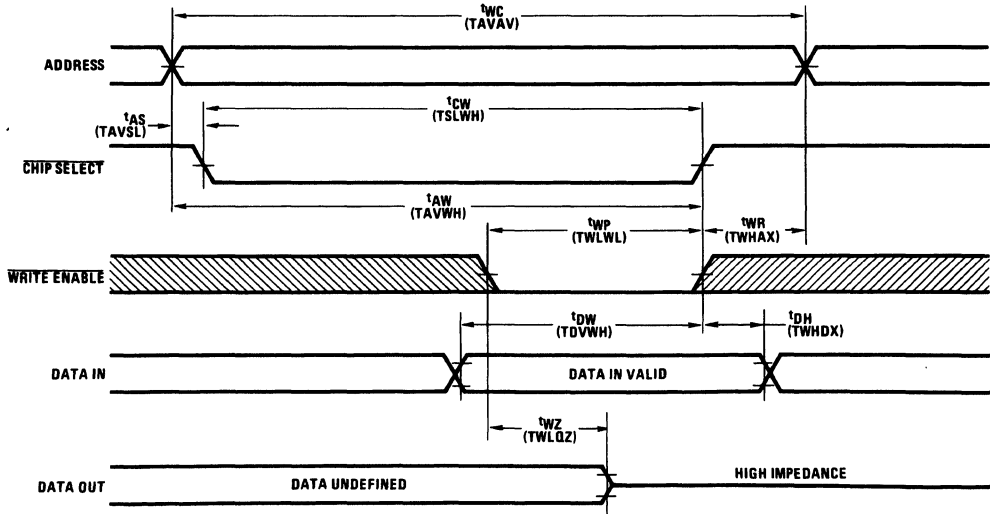 tWC
(TAVAV)
ADDRESS
tCW
(TSLWH)
tAS
(TAVSL)
CHIP SELECT
tAW
(TAVWH)
tWP
(TWLWL)
tWR
(TWHAX)
WRITE ENABLE
tDW
(TDVWH)
tDH
(TWHDX)
DATA IN
DATA IN VALID
tWZ
(TWLQZ)
DATA OUT
DATA UNDEFINED
HIGH IMPEDANCE